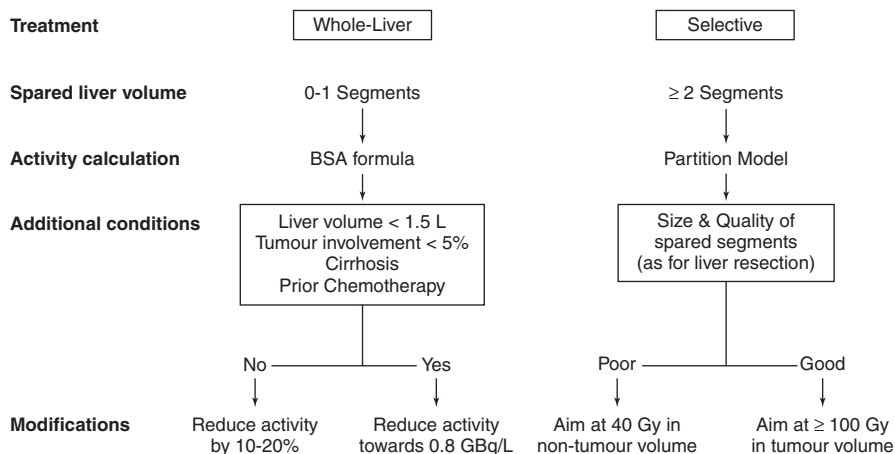 Treatment
Whole-Liver
Selective
Spared liver volume
0-1 Segments
≥ 2 Segments
Activity calculation
BSA formula
Partition Model
Additional conditions
Liver volume < 1.5 L
Tumour involvement < 5%
Cirrhosis
Prior Chemotherapy
Size & Quality of
spared segments
(as for liver resection)
No
Yes
Poor
Good
Modifications
Reduce activity
by 10-20%
Reduce activity
towards 0.8 GBq/L
Aim at 40 Gy in
non-tumour volume
Aim at ≥ 100 Gy
in tumour volume